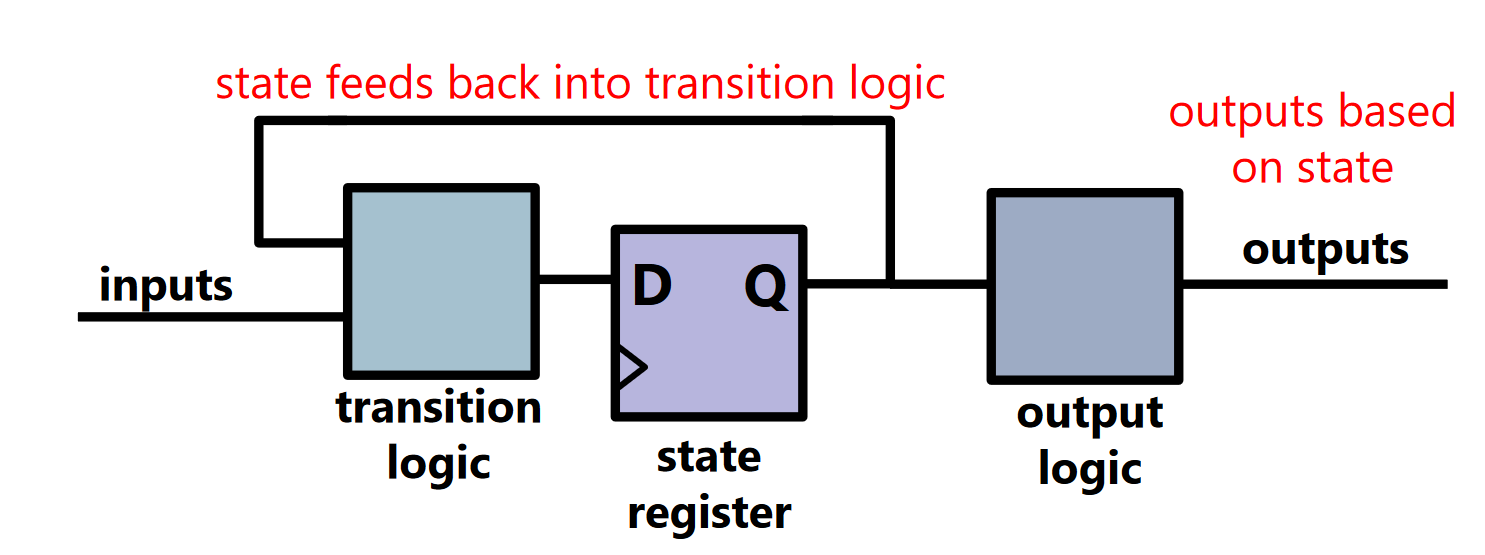 state feeds back into transition logic
outputs based
on state
inputs
outputs
D
Q
transition
logic
state
register
output
logic